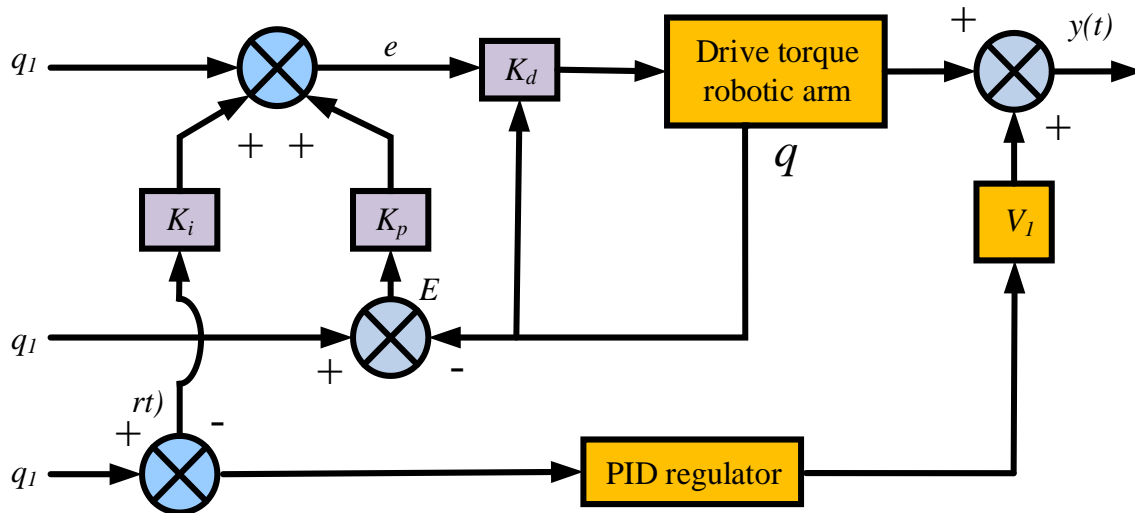 q1
e
Kd
Drive torque
robotic arm
+
y(t)
+
+ +
q
Ki
Kp
V1
E
q1
+
-
rt)
+
-
q1
PID regulator